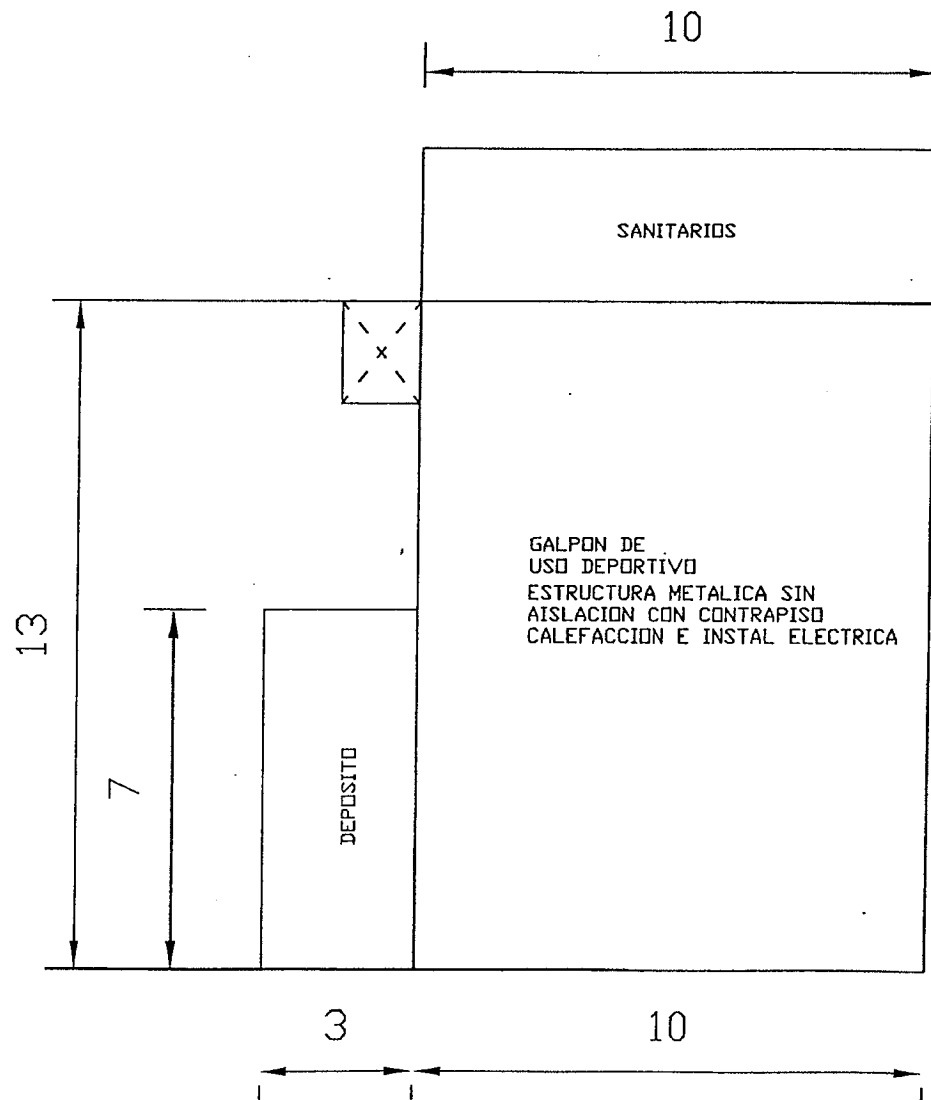 10
SANITARIOS
x
GALPON DE
USO DEPORTIVO
ESTRUCTURA METALICA SIN
AISLACION CON CONTRAPISO
CALEFACCION E INSTAL ELECTRICA
13
7
DEPOSITO
3
10